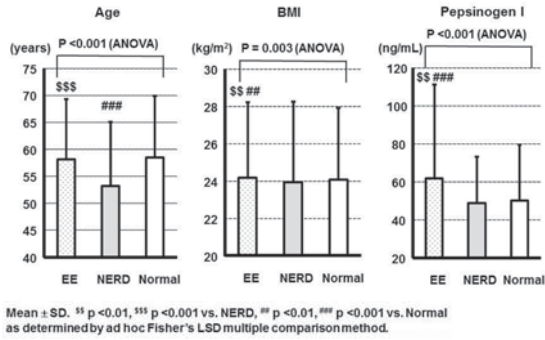 Age
(years)
P <0.001 (ANOVA)
75
70
65
60
55
50
45
40
$$$
###
EE NERD Normal
BMI
(kg/m²)
P = 0.003 (ANOVA)
30
28
26
24
22
20
$$ ##
EE NERD Normal
Pepsinogen I
(ng/mL)
P <0.001 (ANOVA)
120
100
80
60
40
20
$$ ###
EE NERD Normal
Mean ± SD. $$ p <0.01, $$$ p <0.001 vs. NERD, ## p <0.01, ### p <0.001 vs. Normal
as determined by ad hoc Fisher's LSD multiple comparison method.